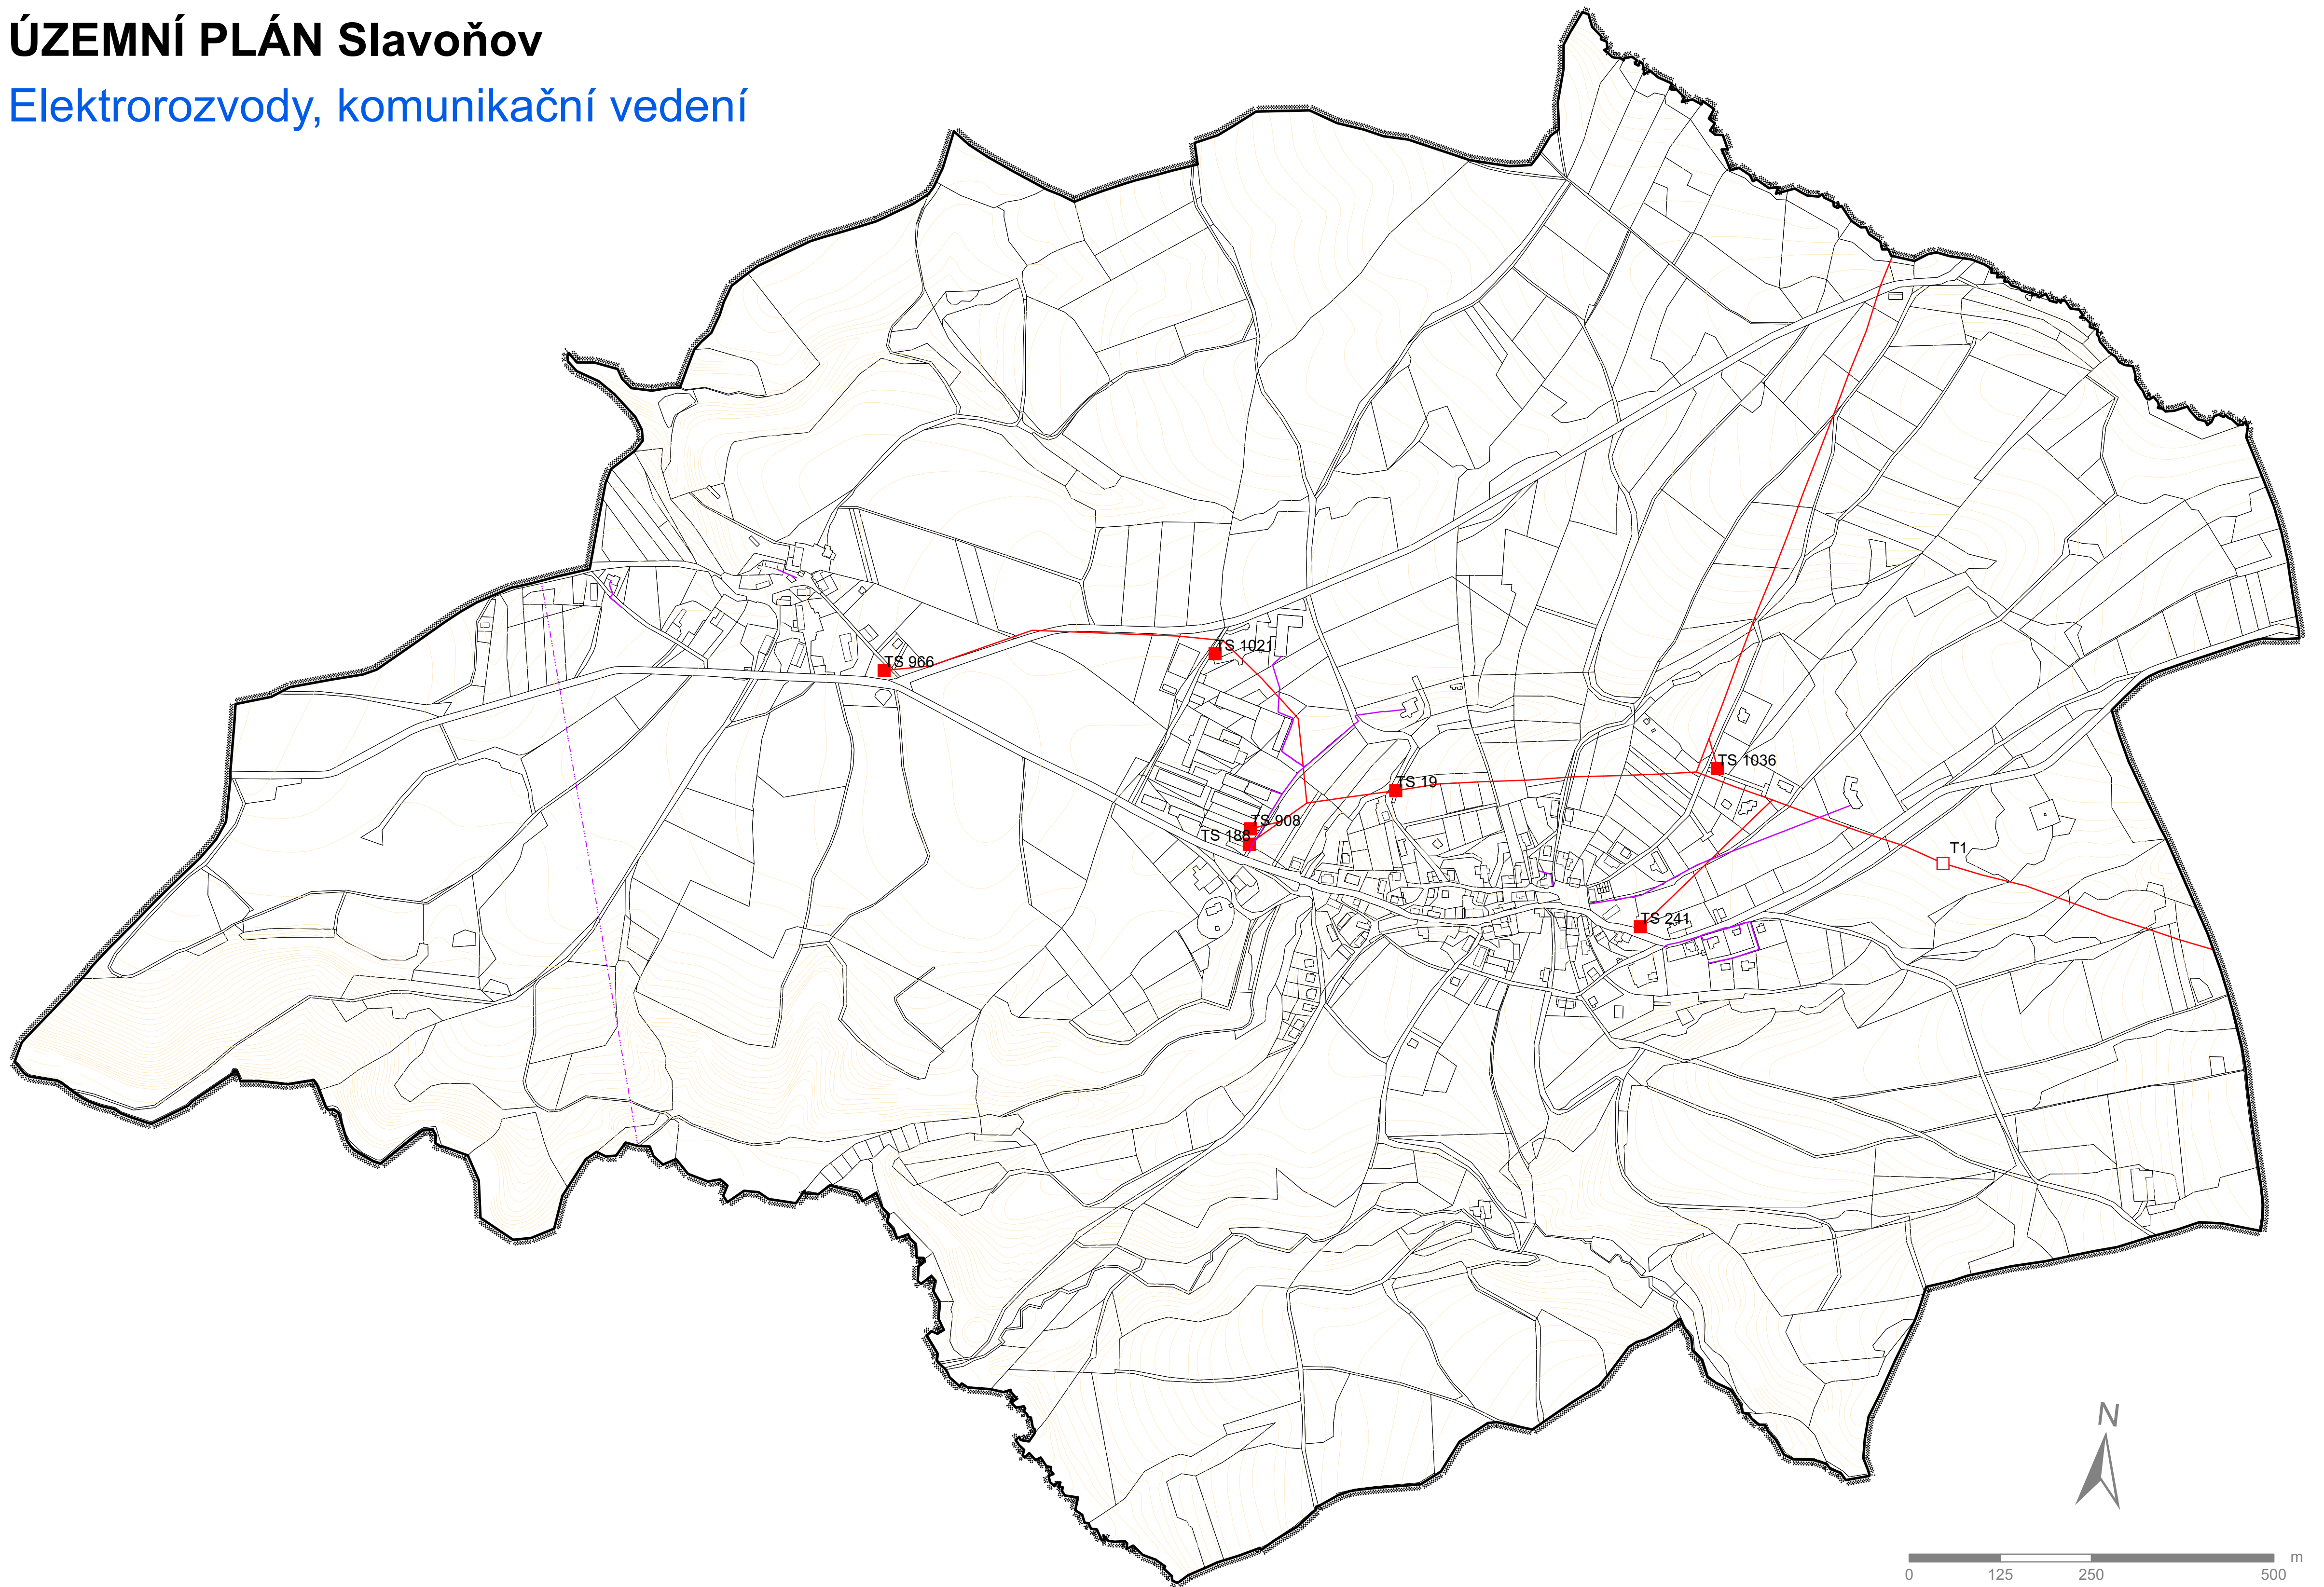 ÚZEMNÍ PLÁN Slavoňov
Elektrorozvody, komunikační vedení
TS 1021
TS 966
TS 1036
TS 19
TS 908
TS 186
T1
TS 241
N
m
0 125 250 500